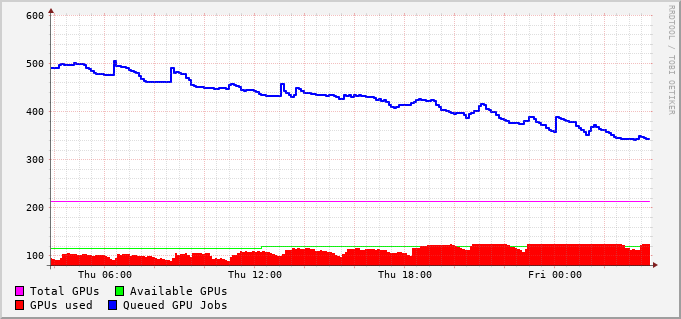 600
500
400
300
200
100
Thu 06:00 Thu 12:00 Thu 18:00 Fri 00:00
Total GPUs Available GPUs
GPUs used Queued GPU Jobs
RRDTOOL / TOBI OETIKER